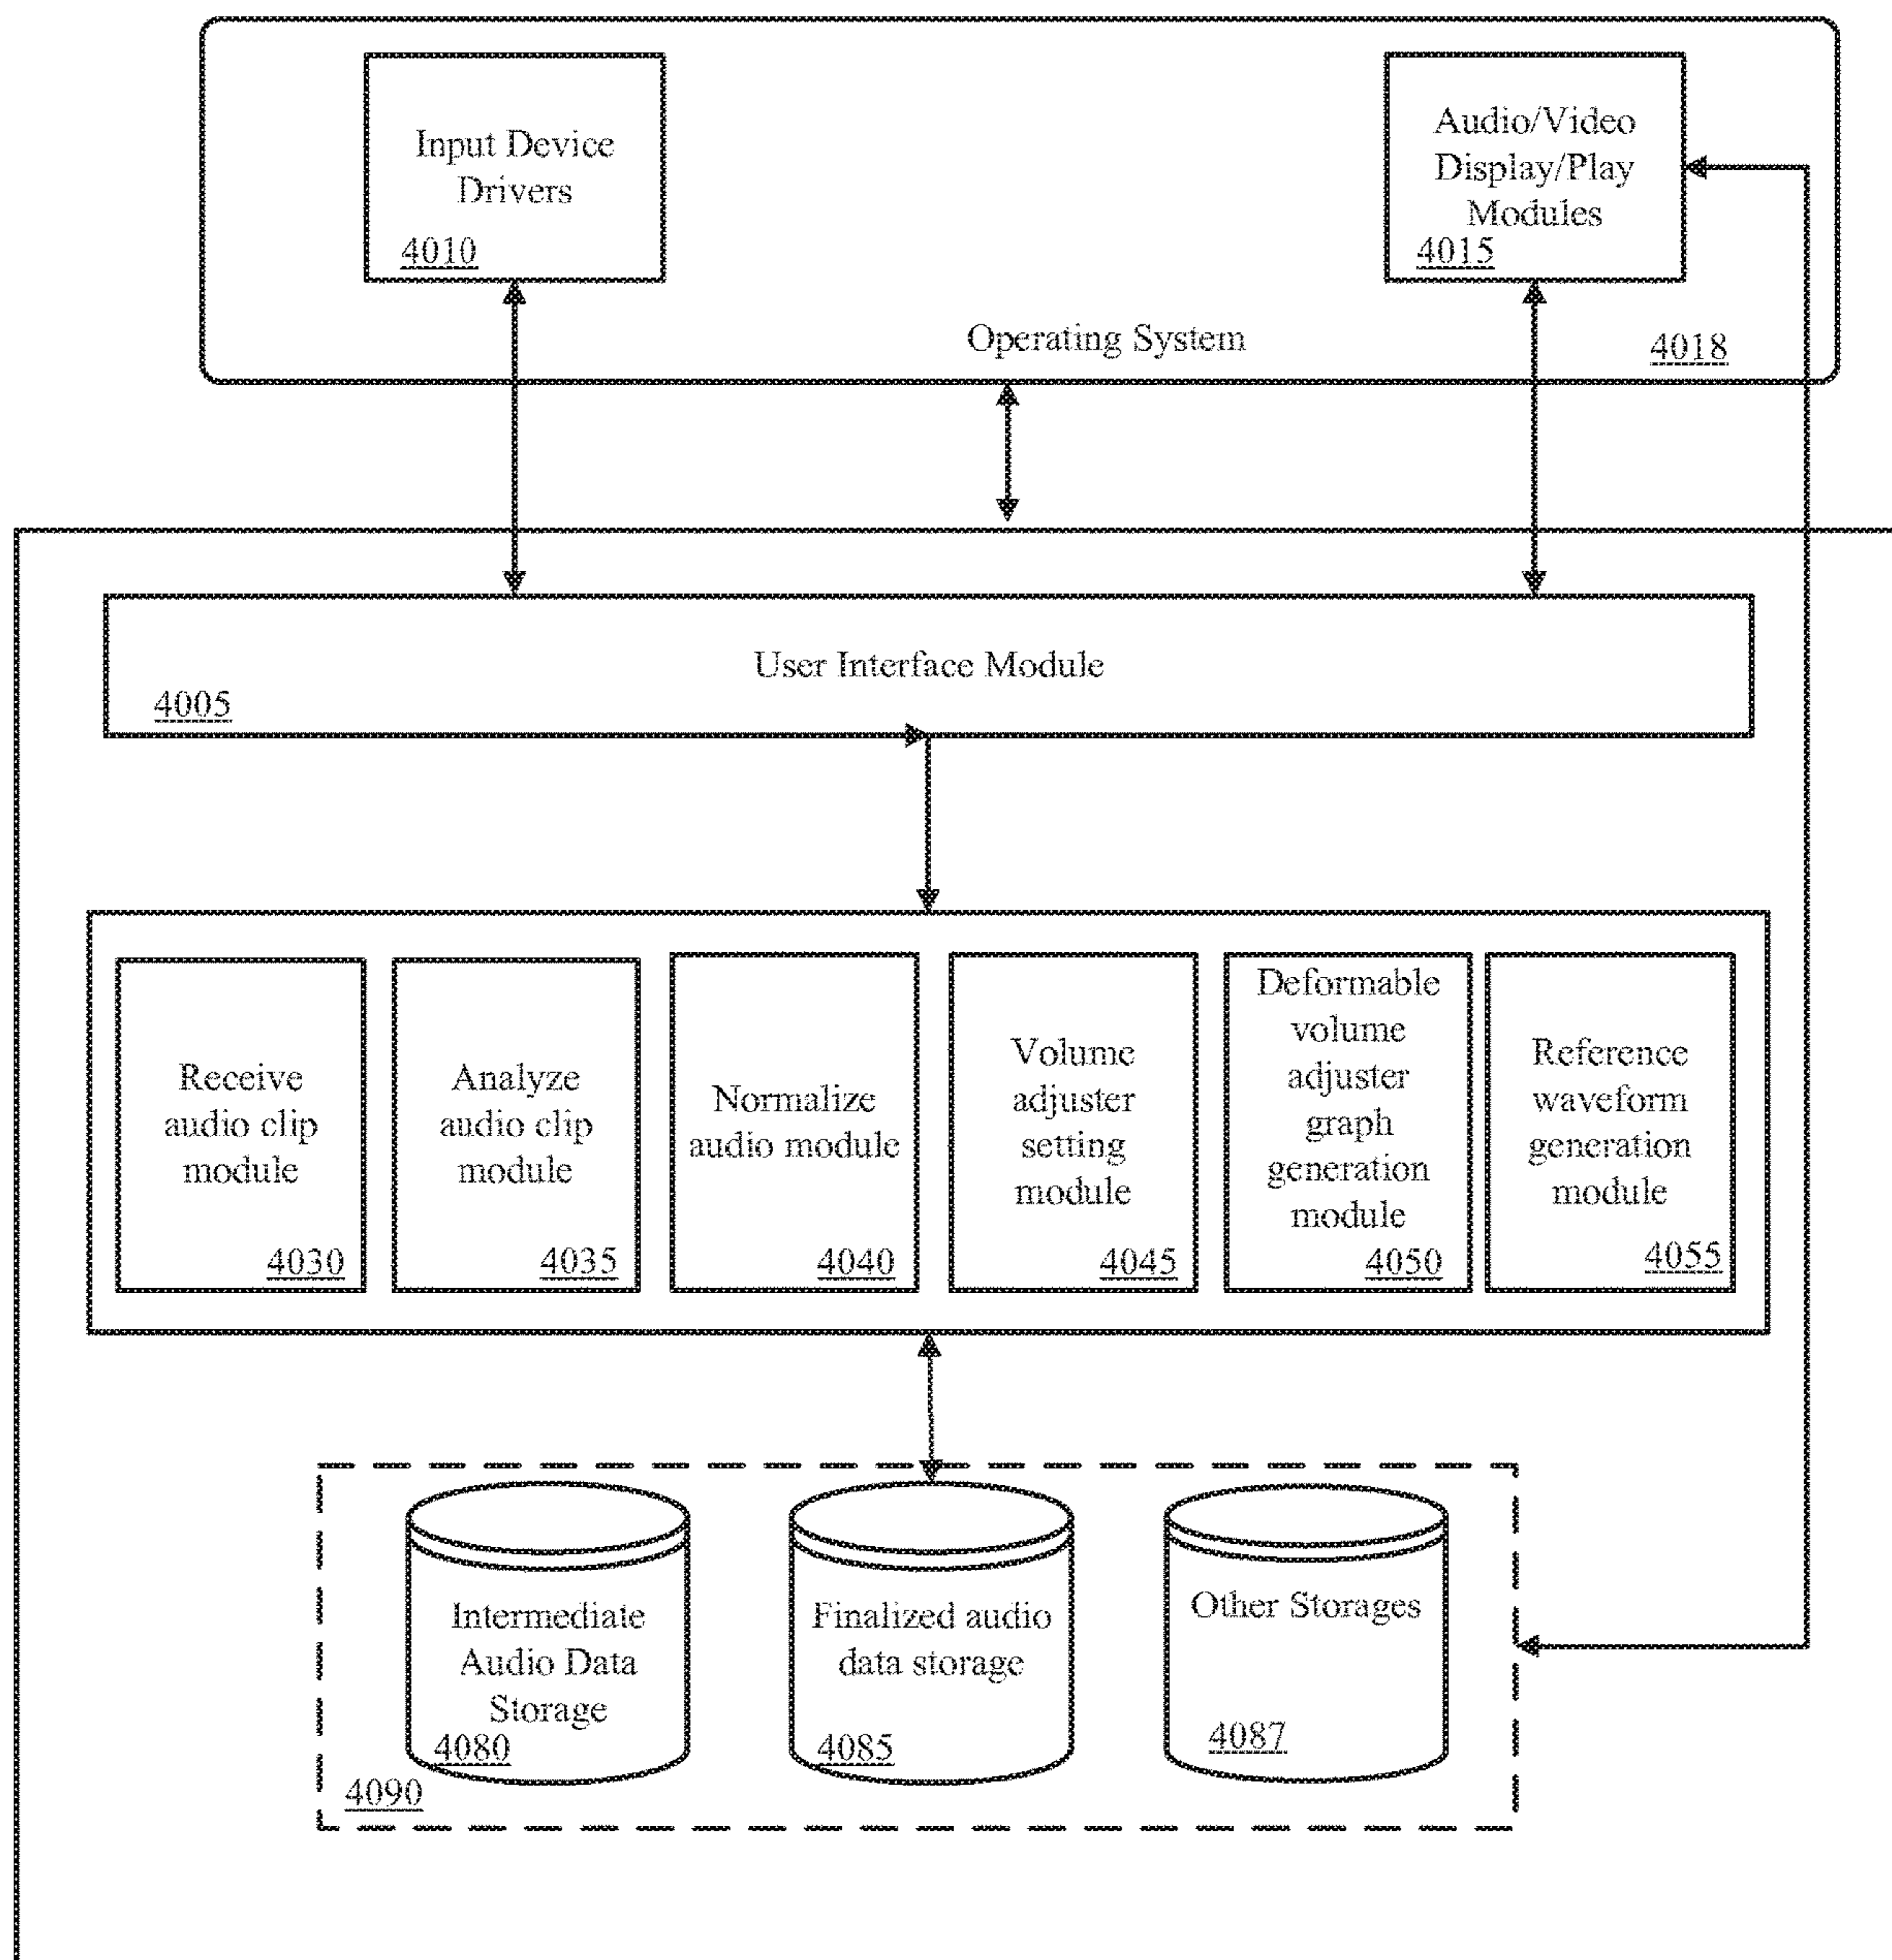 Input Device
Drivers
4010
Audio/Video
Display/Play
Modules
4015
Operating System
4018
User Interface Module
4005
Receive
audio clip
module
4030
Analyze
audio clip
module
4035
Normalize
audio module
4040
Volume
adjuster
setting
module
4045
Deformable
volume
adjuster
graph
generation
module
4050
Reference
waveform
generation
module
4055
Intermediate
Audio Data
Storage
4080
Finalized audio
data storage
4085
Other Storages
4087
4090